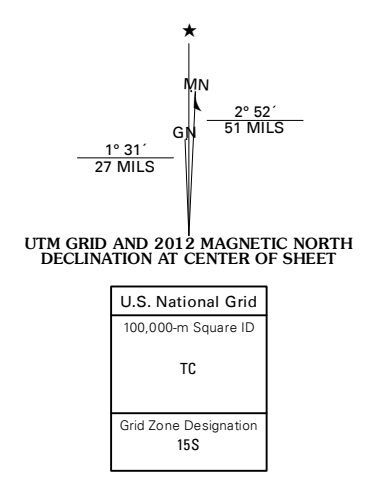 MN
2° 52´
51 MILS
GN
1° 31´
27 MILS
UTM GRID AND 2012 MAGNETIC NORTH
DECLINATION AT CENTER OF SHEET
U.S. National Grid
100,000-m Square ID
TC
Grid Zone Designation
15S